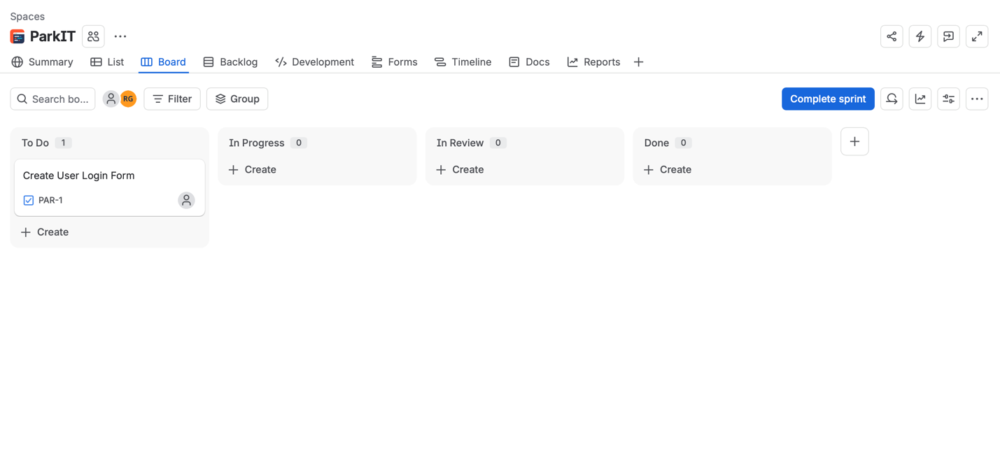 Spaces
ParkIT
Summary List Board Backlog Development Forms Timeline Docs Reports
Search bo... RG Filter Group Complete sprint
To Do 1 In Progress 0 In Review 0 Done 0
Create Create Create
Create User Login Form
PAR-1
Create